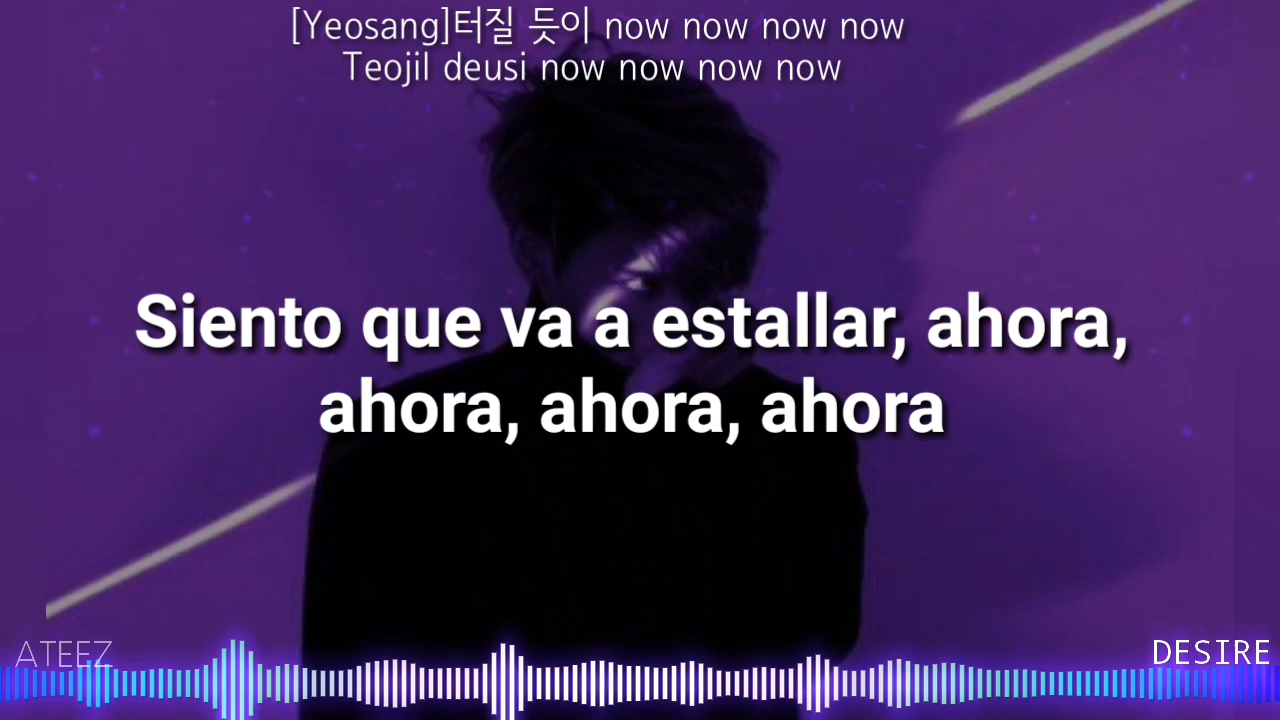 [Yeosang]터질 듯이 now now now now
Teojil deusi now now now now
Siento que va a estallar, ahora,
ahora, ahora, ahora
ATEEZ
DESIRE